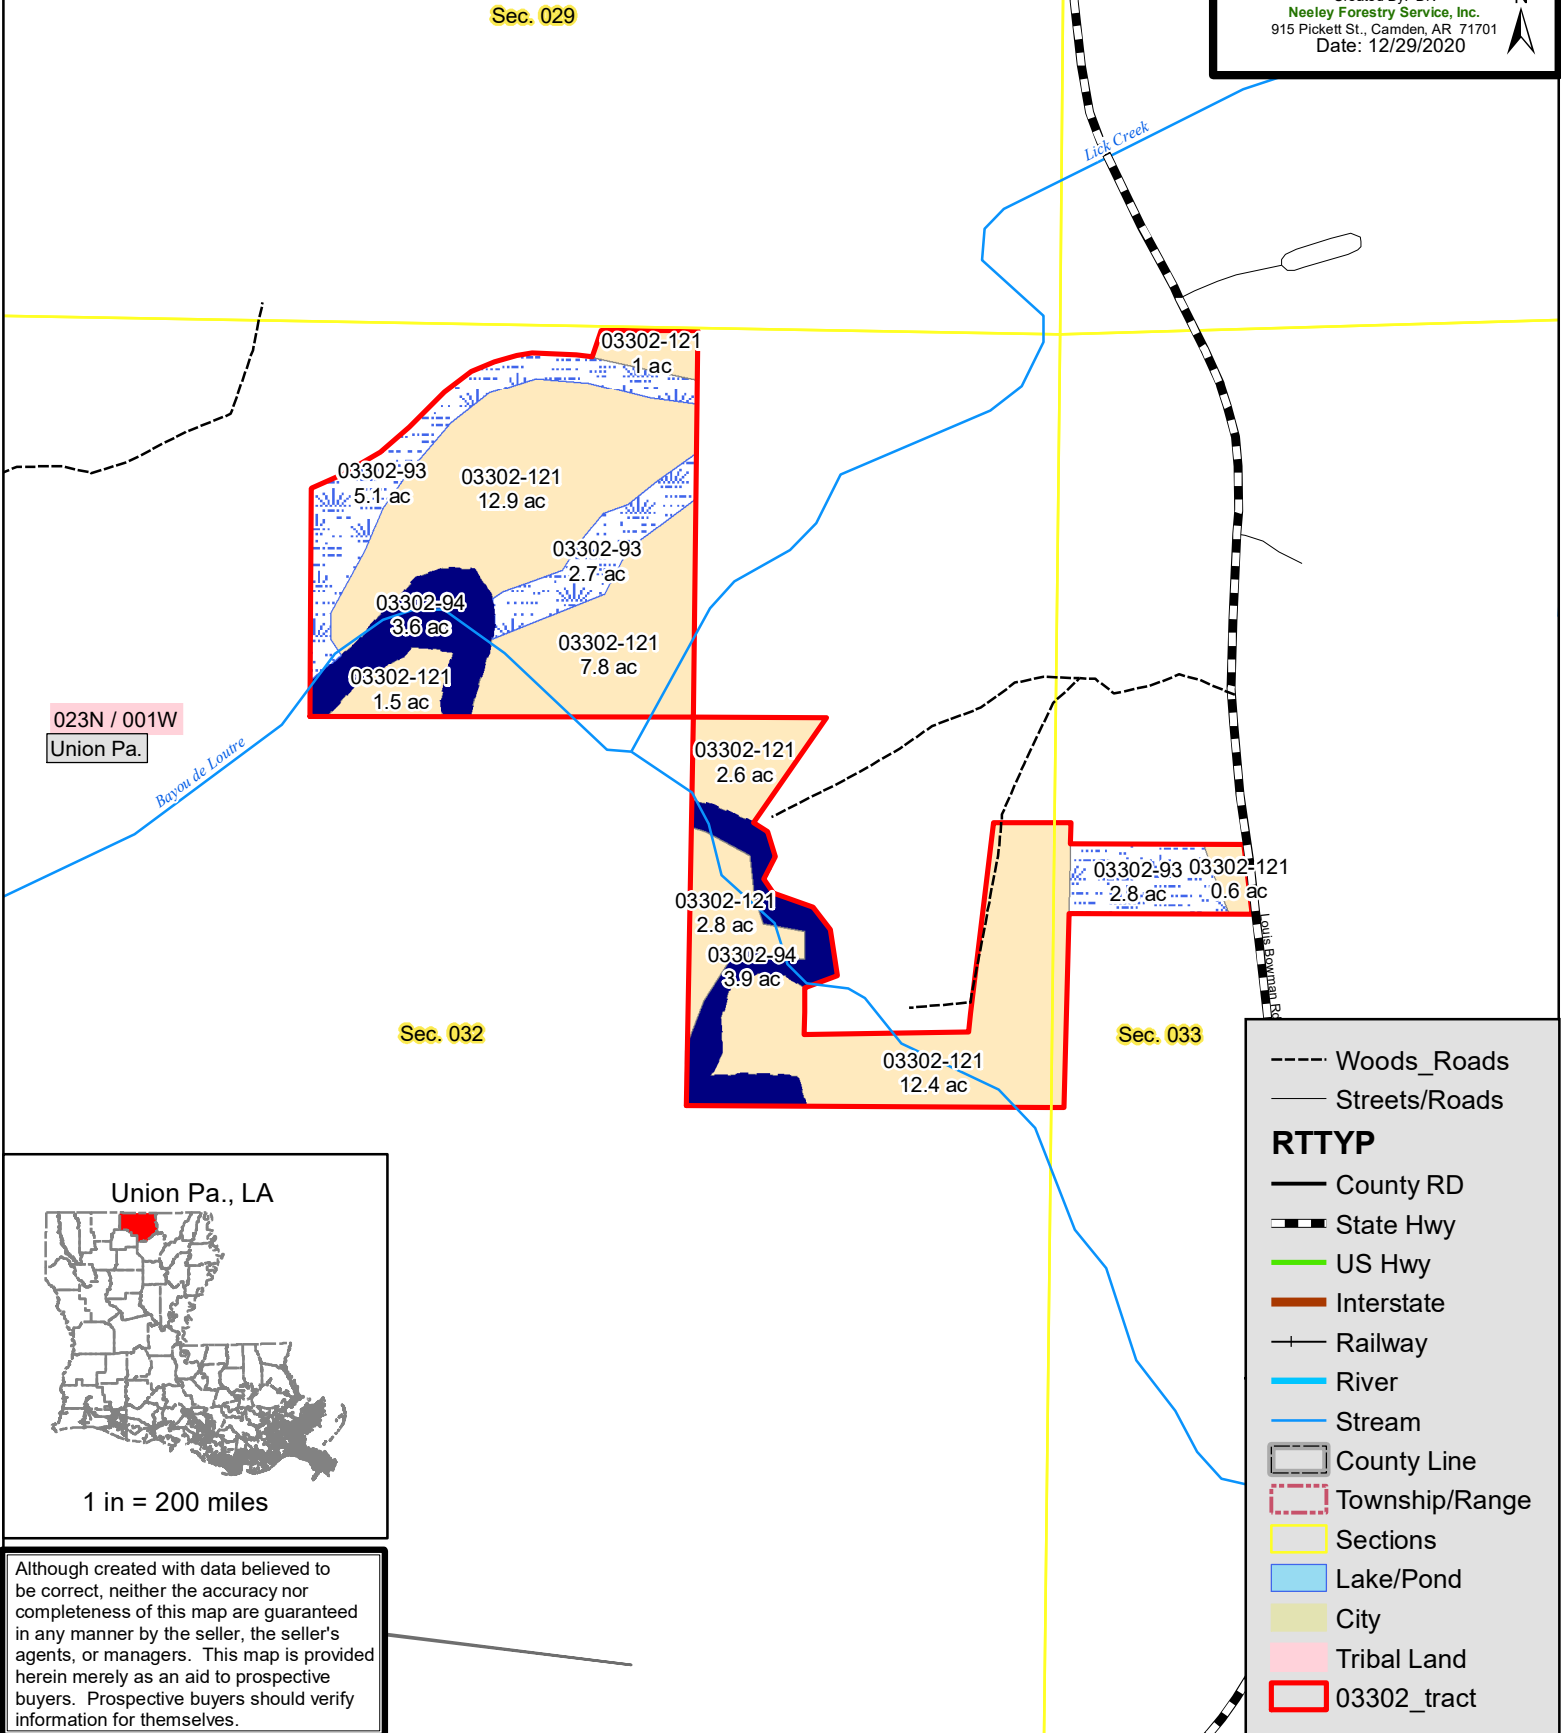 Sec. 029
Neeley Forestry Service, Inc.
915 Pickett St., Camden, AR 71701
Date: 12/29/2020
N
Lick Creek
03302-121
1 ac
03302-93
5.1 ac
03302-121
12.9 ac
03302-93
2.7 ac
03302-94
3.6 ac
03302-121
7.8 ac
03302-121
1.5 ac
023N / 001W
Union Pa.
Bayou de Loutre
03302-121
2.6 ac
03302-93
2.8 ac
03302-121
0.6 ac
03302-121
2.8 ac
03302-94
3.9 ac
Louis Bowman Rd
Sec. 032
Sec. 033
03302-121
12.4 ac
Woods_Roads
Streets/Roads
RTTYP
County RD
State Hwy
US Hwy
Interstate
Railway
River
Stream
County Line
Township/Range
Sections
Lake/Pond
City
Tribal Land
03302_tract
Union Pa., LA
1 in = 200 miles
Although created with data believed to
be correct, neither the accuracy nor
completeness of this map are guaranteed
in any manner by the seller, the seller's
agents, or managers. This map is provided
herein merely as an aid to prospective
buyers. Prospective buyers should verify
information for themselves.